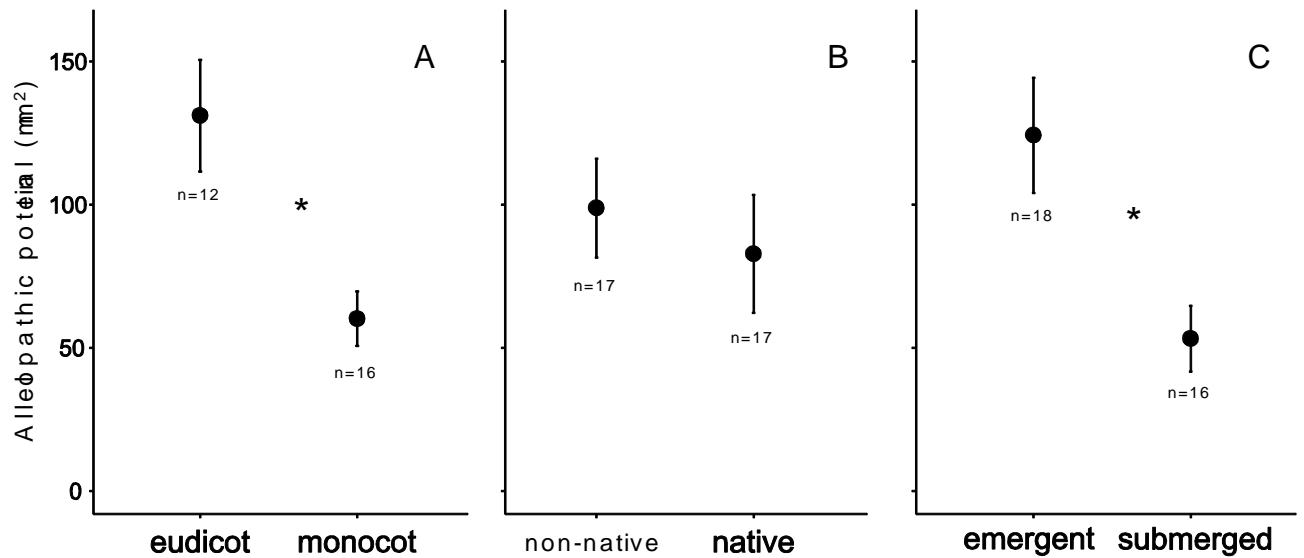 A
B
C
Allelopathic potential (mm²)
150
100
50
0
n=12
*
n=16
n=17
n=17
n=18
*
n=16
eudicot
monocot
non-native
native
emergent
submerged